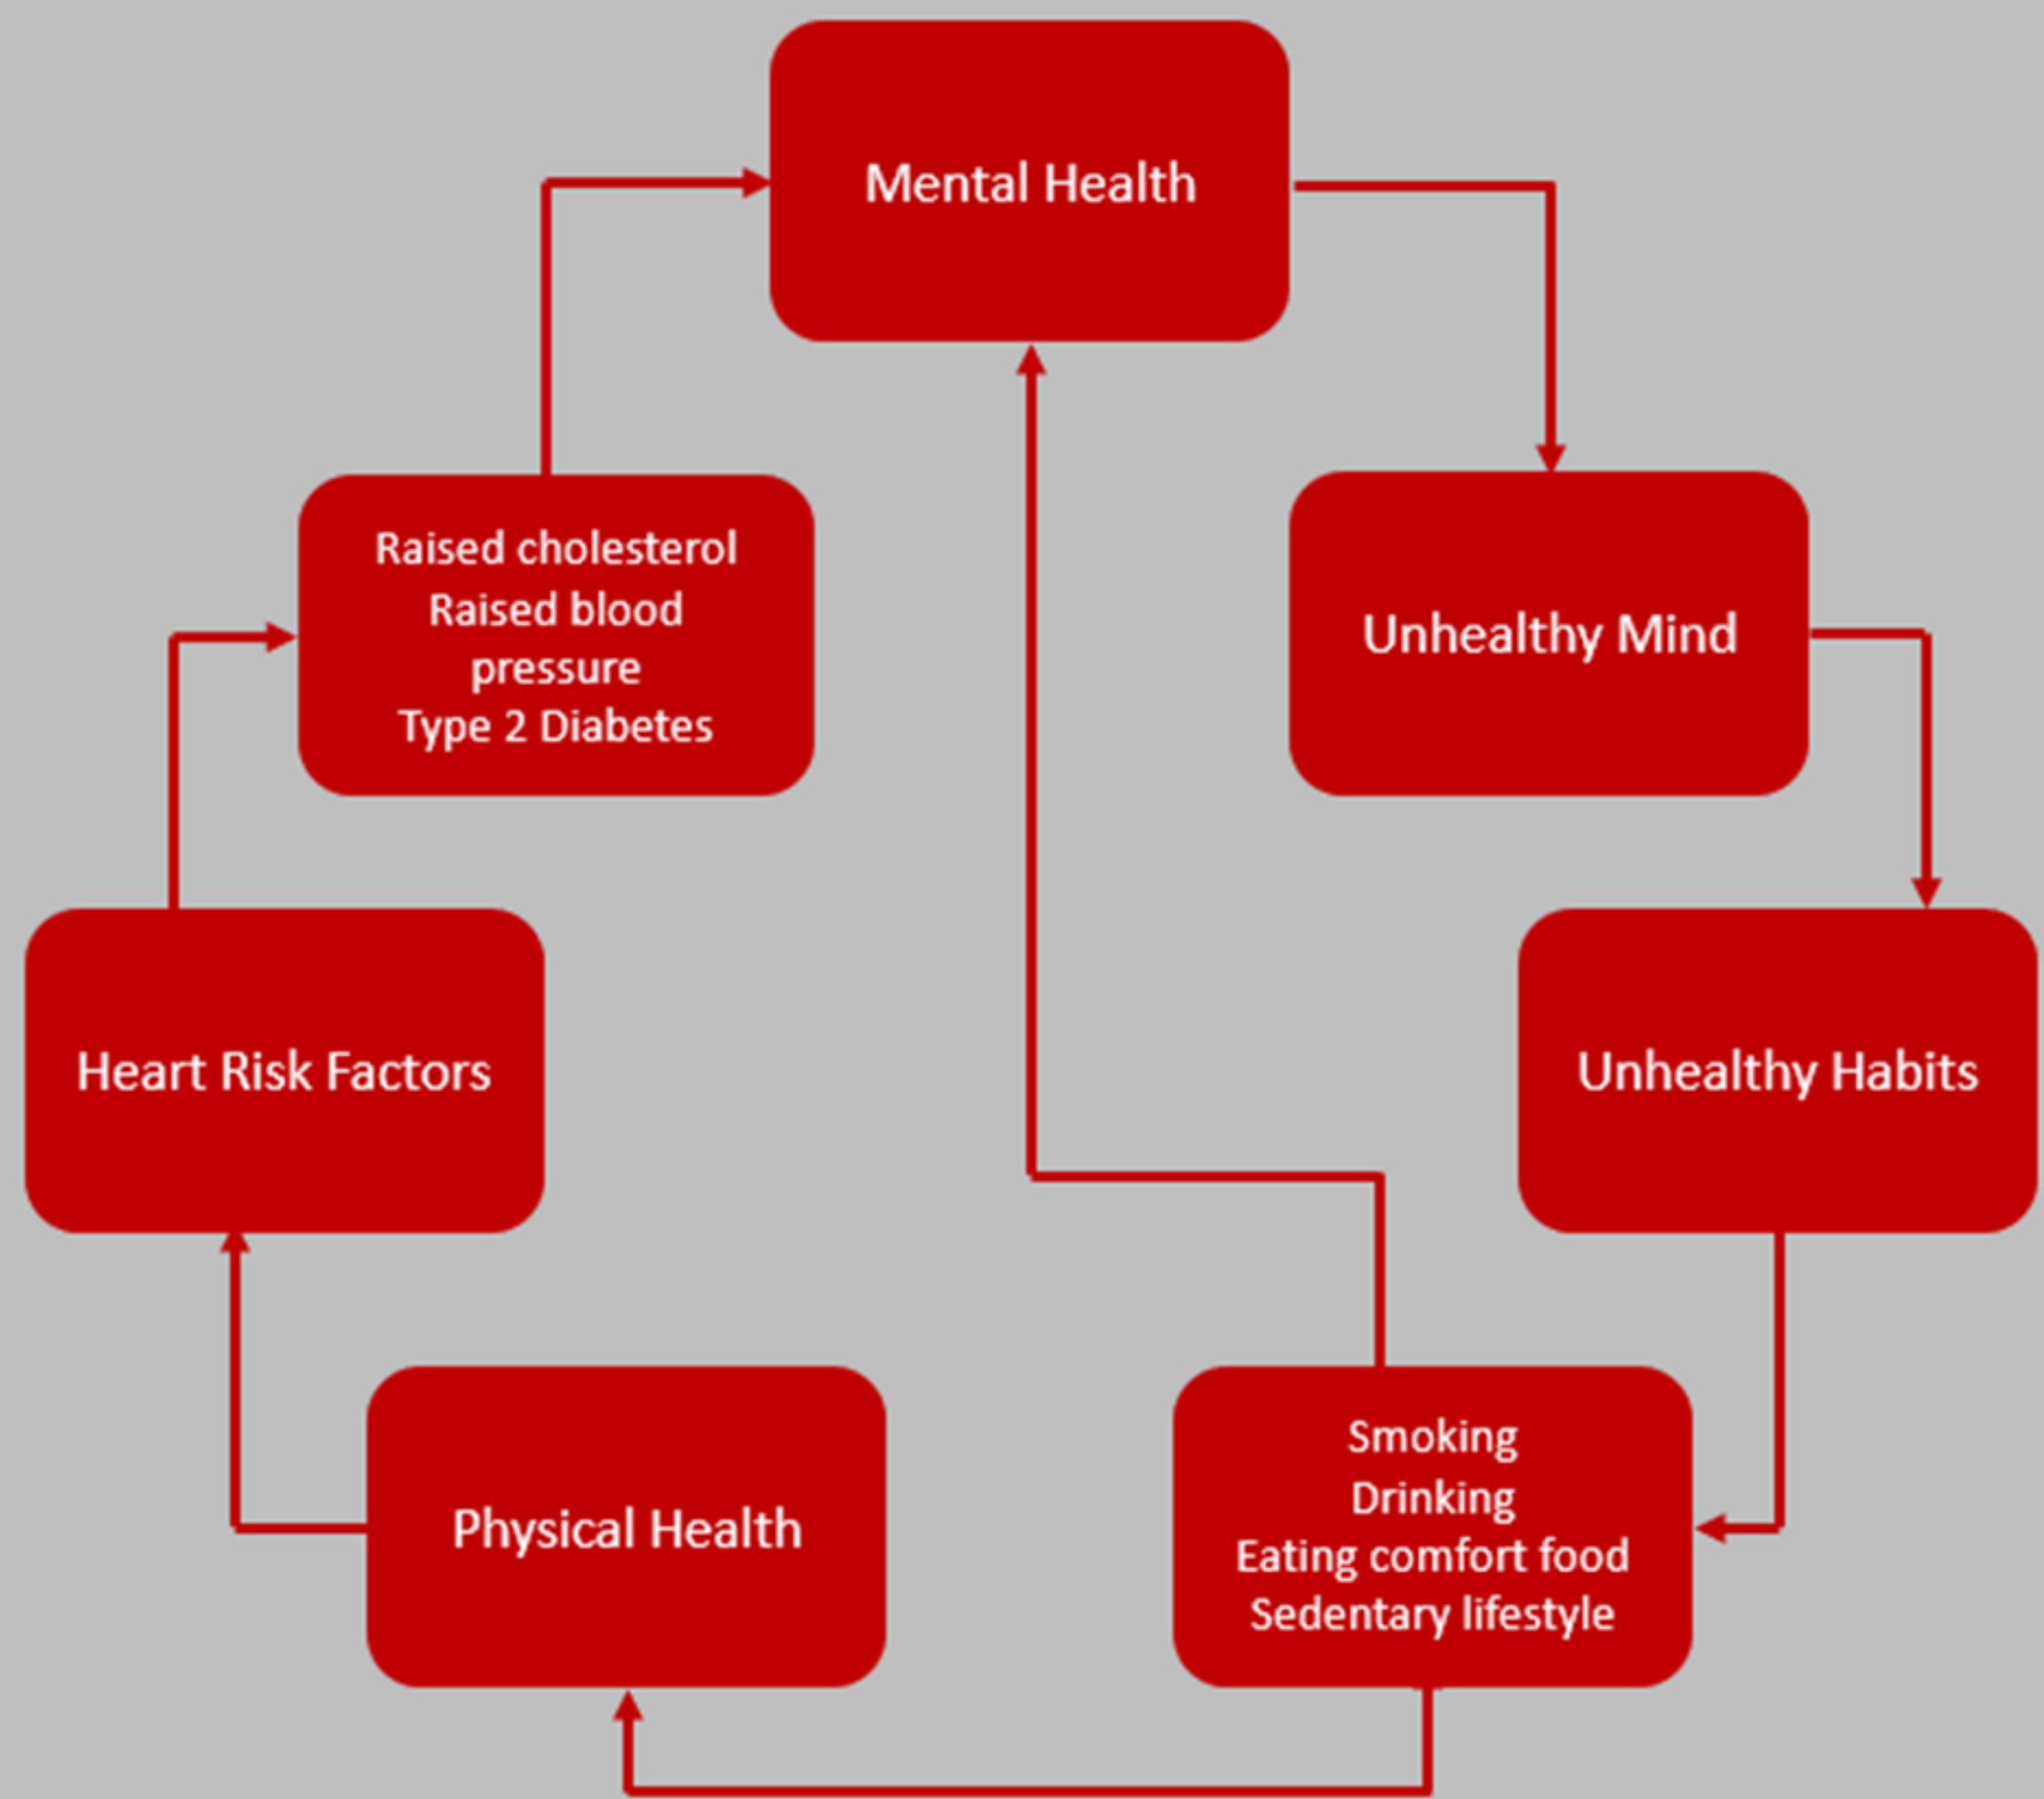 Mental Health
Raised cholesterol
Raised blood
pressure
Type 2 Diabetes
Unhealthy Mind
Heart Risk Factors
Unhealthy Habits
Physical Health
Smoking
Drinking
Eating comfort food
Sedentary lifestyle